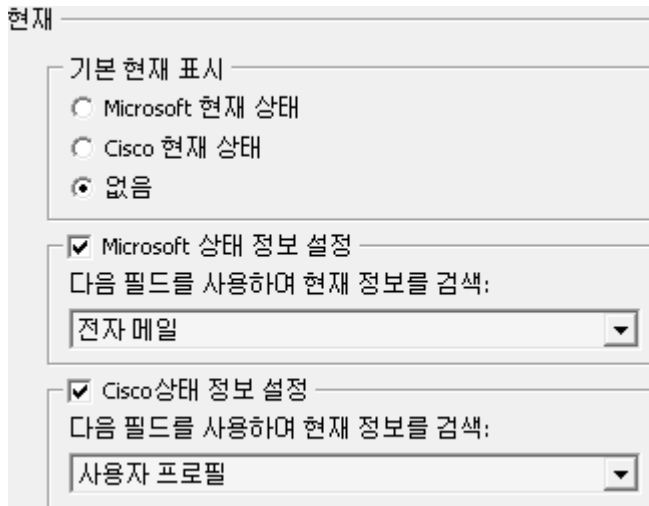 현재
기본 현재 표시
Microsoft 현재 상태
Cisco 현재 상태
없음
Microsoft 상태 정보 설정
다음 필드를 사용하여 현재 정보를 검색:
전자 메일
Cisco상태 정보 설정
다음 필드를 사용하여 현재 정보를 검색:
사용자 프로필